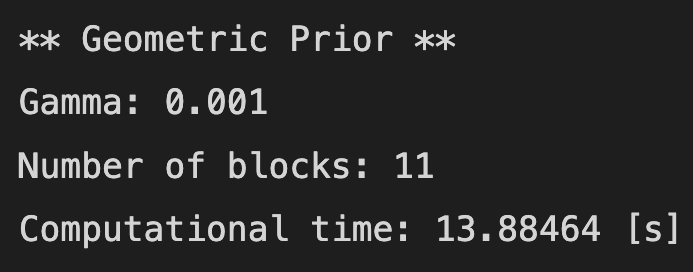 ** Geometric Prior **
Gamma: 0.001
Number of blocks: 11
Computational time: 13.88464 [s]